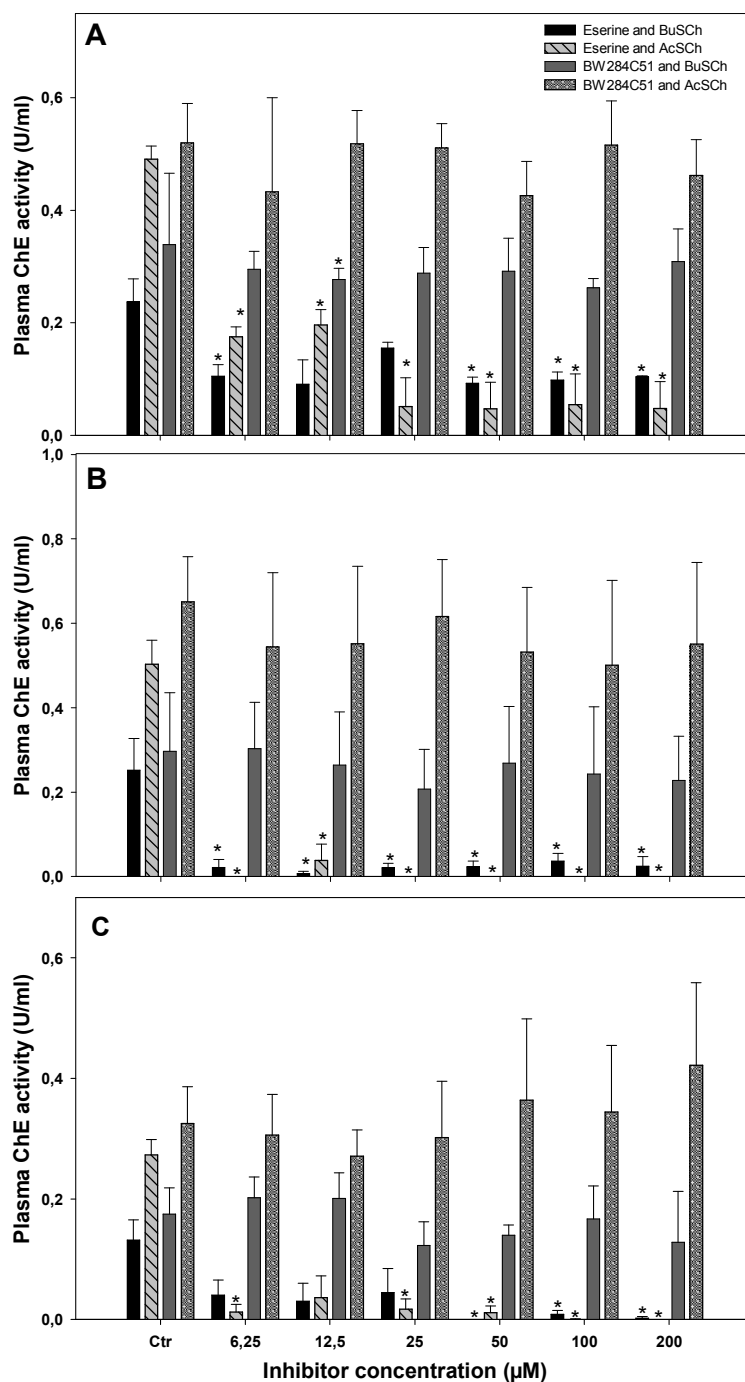 A
Eserine and BuSCh
Eserine and AcSCh
BW284C51 and BuSCh
BW284C51 and AcSCh
Plasma ChE activity (U/ml)
0,6
0,4
0,2
0,0
* * * * * * * * * * * *
B
Plasma ChE activity (U/ml)
1,0
0,8
0,6
0,4
0,2
0,0
* * * * * * * * * * * *
C
Plasma ChE activity (U/ml)
0,6
0,4
0,2
0,0
* * * * * * * *
Ctr 6,25 12,5 25 50 100 200
Inhibitor concentration (µM)